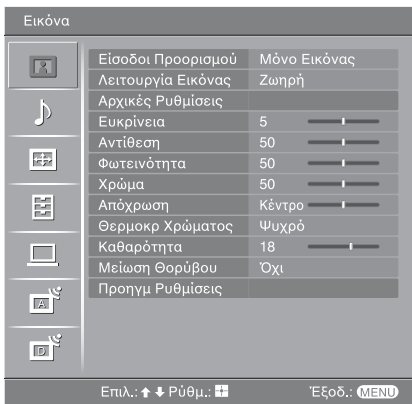 Εικόνα
Είσοδοι Προορισμού Μόνο Εικόνας
Λειτουργία Εικόνας Ζωηρή
Αρχικές Ρυθμίσεις
Ευκρίνεια 5
Αντίθεση 50
Φωτεινότητα 50
Χρώμα 50
Απόχρωση Κέντρο
Θερμοκρ Χρώματος Ψυχρό
Καθαρότητα 18
Μείωση Θορύβου Όχι
Προηγμ Ρυθμίσεις
A
D
Επιλ.: Ρύθμ.: Έξοδ.: MENU